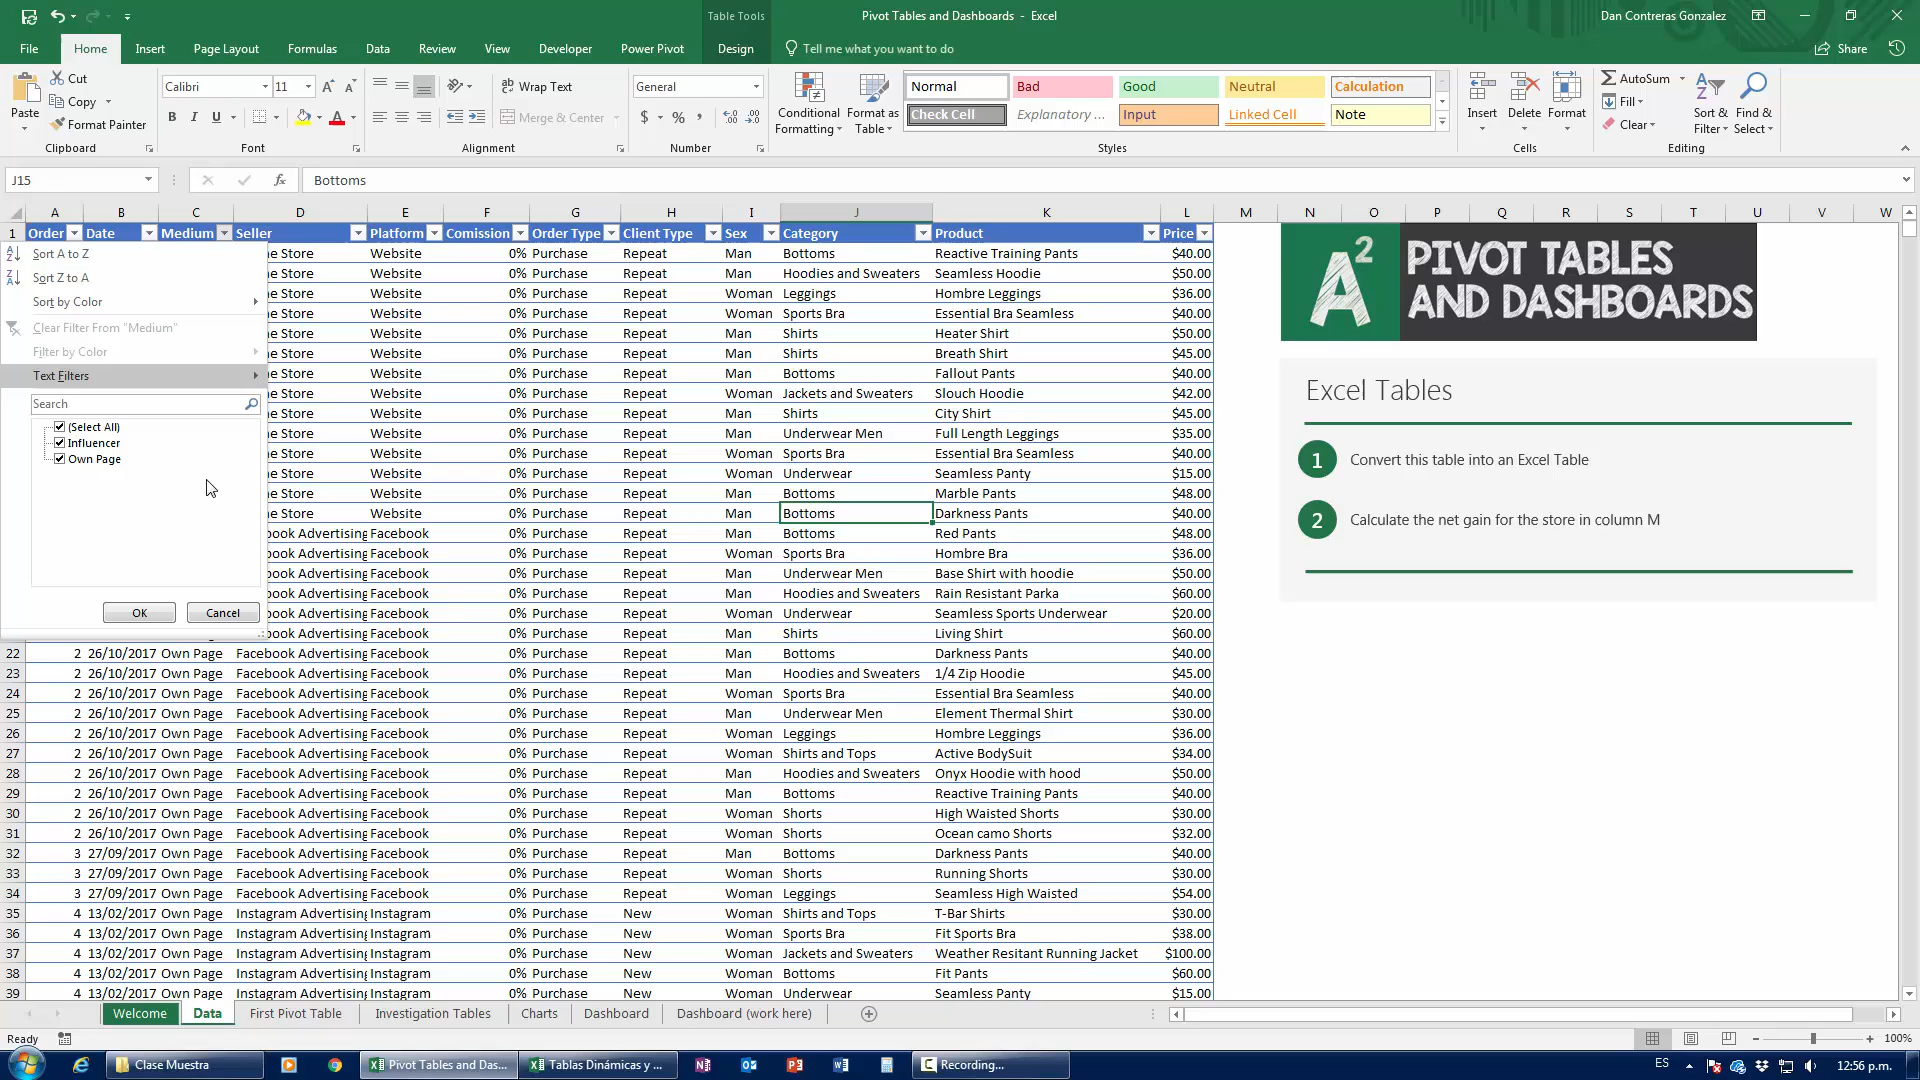 Table Tools
Pivot Tables and Dashboards - Excel
Dan Contreras Gonzalez
File Home Insert Page Layout Formulas Data Review View Developer Power Pivot Design Tell me what you want to do Share
Cut
Copy
Format Painter
Paste
Clipboard
Calibri 11
B I U
Font
Wrap Text
Merge & Center
Alignment
General
$ % ,
Number
Conditional Formatting
Format as Table
Normal Bad Good Neutral Calculation
Check Cell Explanatory ... Input Linked Cell Note
Styles
Insert Delete Format
Cells
AutoSum
Fill
Clear
Sort & Filter
Find & Select
Editing
J15
fx
Bottoms
A B C D E F G H I J K L M N O P Q R S T U V W
1 Order Date Medium Seller Platform Comission Order Type Client Type Sex Category Product Price
Sort A to Z
Sort Z to A
Sort by Color
Clear Filter From "Medium"
Filter by Color
Text Filters
Search
(Select All)
Influencer
Own Page
OK Cancel
ne Store Website 0% Purchase Repeat Man Bottoms Reactive Training Pants $40.00
ne Store Website 0% Purchase Repeat Man Hoodies and Sweaters Seamless Hoodie $50.00
ne Store Website 0% Purchase Repeat Woman Leggings Hombre Leggings $36.00
ne Store Website 0% Purchase Repeat Woman Sports Bra Essential Bra Seamless $40.00
ne Store Website 0% Purchase Repeat Man Shirts Heater Shirt $50.00
ne Store Website 0% Purchase Repeat Man Shirts Breath Shirt $45.00
ne Store Website 0% Purchase Repeat Man Bottoms Fallout Pants $40.00
ne Store Website 0% Purchase Repeat Woman Jackets and Sweaters Slouch Hoodie $42.00
ne Store Website 0% Purchase Repeat Man Shirts City Shirt $45.00
ne Store Website 0% Purchase Repeat Man Underwear Men Full Length Leggings $35.00
ne Store Website 0% Purchase Repeat Woman Sports Bra Essential Bra Seamless $40.00
ne Store Website 0% Purchase Repeat Woman Underwear Seamless Panty $15.00
ne Store Website 0% Purchase Repeat Man Bottoms Marble Pants $48.00
ne Store Website 0% Purchase Repeat Man Bottoms Darkness Pants $40.00
book Advertising Facebook 0% Purchase Repeat Man Bottoms Red Pants $48.00
book Advertising Facebook 0% Purchase Repeat Woman Sports Bra Hombre Bra $36.00
book Advertising Facebook 0% Purchase Repeat Man Underwear Men Base Shirt with hoodie $50.00
book Advertising Facebook 0% Purchase Repeat Man Hoodies and Sweaters Rain Resistant Parka $60.00
book Advertising Facebook 0% Purchase Repeat Woman Underwear Seamless Sports Underwear $20.00
book Advertising Facebook 0% Purchase Repeat Man Shirts Living Shirt $60.00
22 2 26/10/2017 Own Page Facebook Advertising Facebook 0% Purchase Repeat Man Bottoms Darkness Pants $40.00
23 2 26/10/2017 Own Page Facebook Advertising Facebook 0% Purchase Repeat Man Hoodies and Sweaters 1/4 Zip Hoodie $45.00
24 2 26/10/2017 Own Page Facebook Advertising Facebook 0% Purchase Repeat Woman Sports Bra Essential Bra Seamless $40.00
25 2 26/10/2017 Own Page Facebook Advertising Facebook 0% Purchase Repeat Man Underwear Men Element Thermal Shirt $30.00
26 2 26/10/2017 Own Page Facebook Advertising Facebook 0% Purchase Repeat Woman Leggings Hombre Leggings $36.00
27 2 26/10/2017 Own Page Facebook Advertising Facebook 0% Purchase Repeat Woman Shirts and Tops Active BodySuit $34.00
28 2 26/10/2017 Own Page Facebook Advertising Facebook 0% Purchase Repeat Man Hoodies and Sweaters Onyx Hoodie with hood $50.00
29 2 26/10/2017 Own Page Facebook Advertising Facebook 0% Purchase Repeat Man Bottoms Reactive Training Pants $40.00
30 2 26/10/2017 Own Page Facebook Advertising Facebook 0% Purchase Repeat Woman Shorts High Waisted Shorts $30.00
31 2 26/10/2017 Own Page Facebook Advertising Facebook 0% Purchase Repeat Woman Shorts Ocean camo Shorts $32.00
32 3 27/09/2017 Own Page Facebook Advertising Facebook 0% Purchase Repeat Man Bottoms Darkness Pants $40.00
33 3 27/09/2017 Own Page Facebook Advertising Facebook 0% Purchase Repeat Woman Shorts Running Shorts $30.00
34 3 27/09/2017 Own Page Facebook Advertising Facebook 0% Purchase Repeat Woman Leggings Seamless High Waisted $54.00
35 4 13/02/2017 Own Page Instagram Advertising Instagram 0% Purchase New Woman Shirts and Tops T-Bar Shirts $30.00
36 4 13/02/2017 Own Page Instagram Advertising Instagram 0% Purchase New Woman Sports Bra Fit Sports Bra $38.00
37 4 13/02/2017 Own Page Instagram Advertising Instagram 0% Purchase New Woman Jackets and Sweaters Weather Resitant Running Jacket $100.00
38 4 13/02/2017 Own Page Instagram Advertising Instagram 0% Purchase New Woman Bottoms Fit Pants $60.00
39 4 13/02/2017 Own Page Instagram Advertising Instagram 0% Purchase New Woman Underwear Seamless Panty $15.00
A2 PIVOT TABLES
AND DASHBOARDS
Excel Tables
1 Convert this table into an Excel Table
2 Calculate the net gain for the store in column M
Welcome Data First Pivot Table Investigation Tables Charts Dashboard Dashboard (work here)
Ready
100%
Clase Muestra
Pivot Tables and Das...
Tablas Dinámicas y ...
Recording...
ES
12:56 p.m.